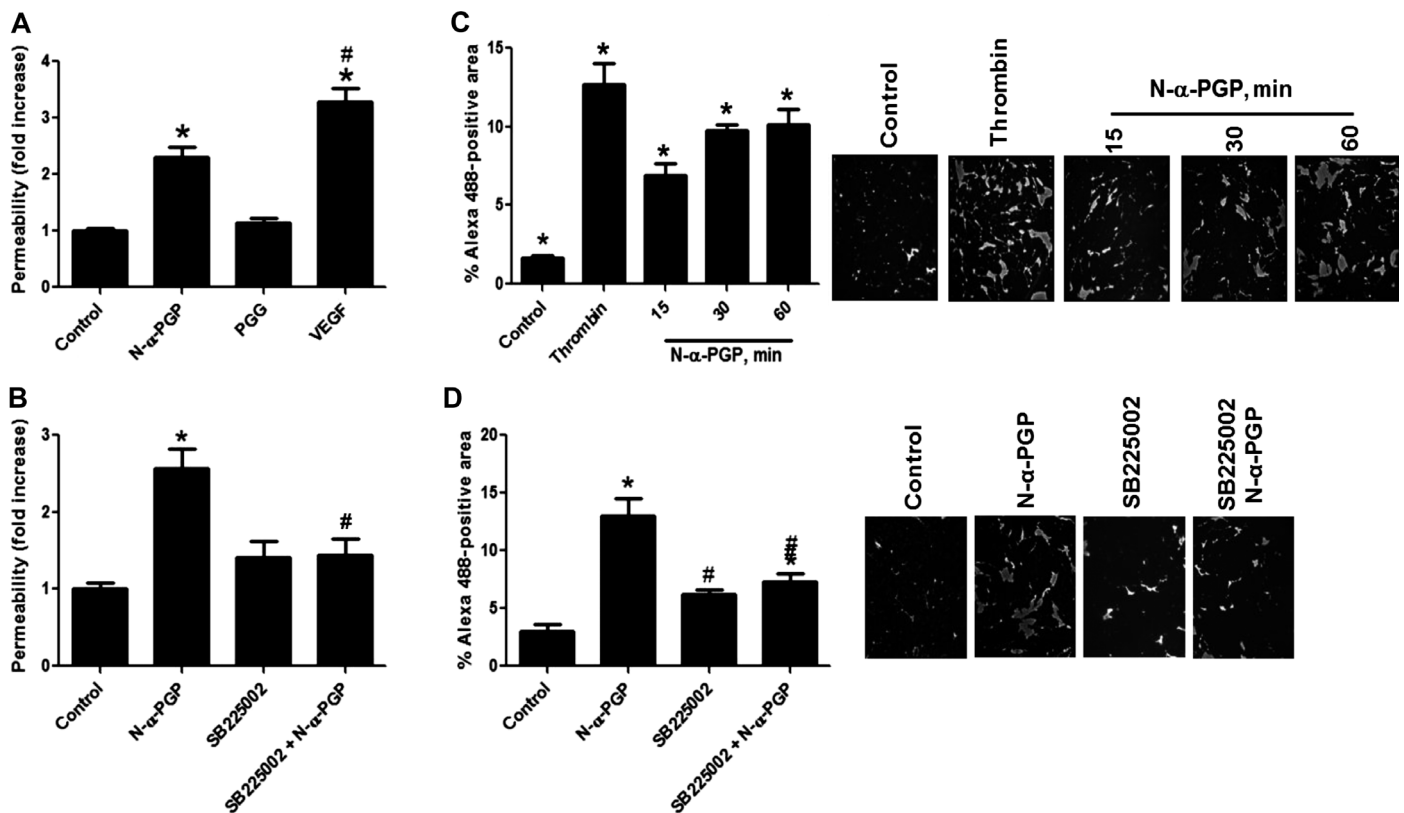 A
Permeability (fold increase)
4
3
2
1
0
*
#
*
Control
N-α-PGP
PGG
VEGF
B
Permeability (fold increase)
3
2
1
0
*
#
Control
N-α-PGP
SB225002
SB225002 + N-α-PGP
C
% Alexa 488-positive area
15
10
5
0
*
*
*
*
*
Control
Thrombin
15
30
60
N-α-PGP, min
Control
Thrombin
N-α-PGP, min
15
30
60
D
% Alexa 488-positive area
20
15
10
5
0
*
#
#
#
*
Control
N-α-PGP
SB225002
SB225002 + N-α-PGP
Control
N-α-PGP
SB225002
SB225002
N-α-PGP